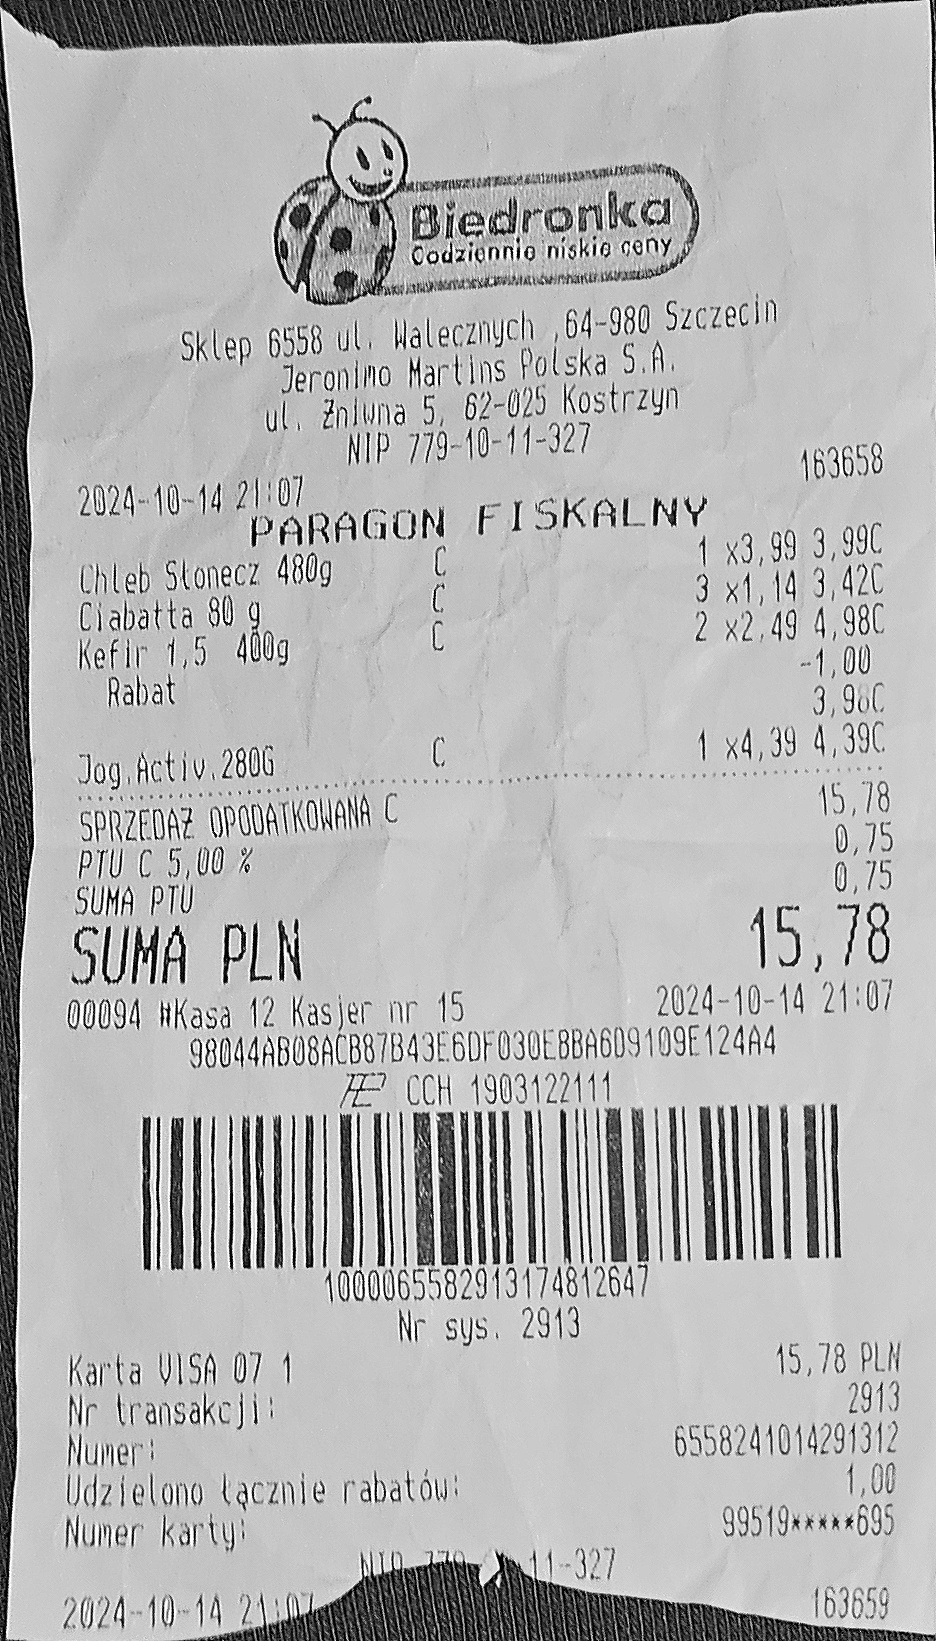 Biedronka
Codziennie niskie ceny
Sklep 6558 ul. Walecznych ,64-980 Szczecin
Jeronimo Martins Polska S.A.
ul. Żniwna 5, 62-025 Kostrzyn
NIP 779-10-11-327
2024-10-14 21:07 163658
PARAGON FISKALNY
Chleb Słonecz 480g C 1 x3,99 3,99C
Ciabatta 80 g C 3 x1,14 3,42C
Kefir 1,5 400g C 2 x2,49 4,98C
Rabat -1,00
3,98C
Jog.Activ.280G C 1 x4,39 4,39C
SPRZEDAŻ OPODATKOWANA C 15,78
PTU C 5,00 % 0,75
SUMA PTU 0,75
SUMA PLN 15,78
00094 #Kasa 12 Kasjer nr 15 2024-10-14 21:07
98044AB08ACB87B43E6DF030EBBA6D9109E124A4
CCH 1903122111
1000065582913174812647
Nr sys. 2913
Karta VISA 07 1 15,78 PLN
Nr transakcji: 2913
Numer: 6558241014291312
Udzielono łącznie rabatów: 1,00
Numer karty: 99519*****695
NIP 779 11-327
2024-10-14 21:07 163659